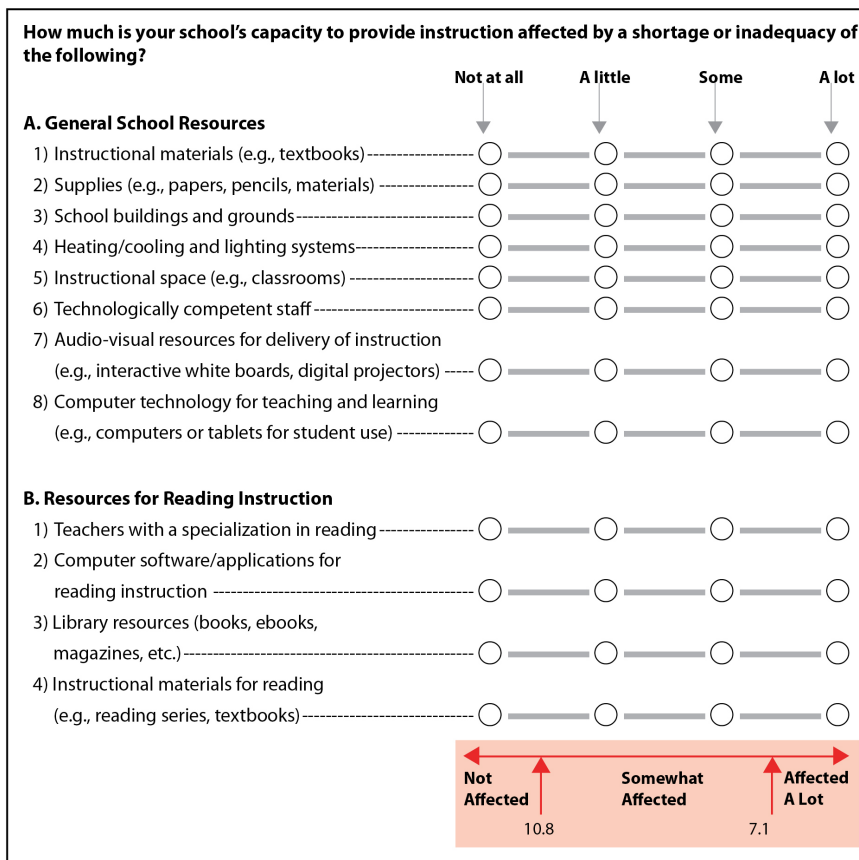 How much is your school's capacity to provide instruction affected by a shortage or inadequacy of
the following?
Not at all A little Some A lot
A. General School Resources
1) Instructional materials (e.g., textbooks)
2) Supplies (e.g., papers, pencils, materials)
3) School buildings and grounds
4) Heating/cooling and lighting systems
5) Instructional space (e.g., classrooms)
6) Technologically competent staff
7) Audio-visual resources for delivery of instruction
(e.g., interactive white boards, digital projectors)
8) Computer technology for teaching and learning
(e.g., computers or tablets for student use)
B. Resources for Reading Instruction
1) Teachers with a specialization in reading
2) Computer software/applications for
reading instruction
3) Library resources (books, ebooks,
magazines, etc.)
4) Instructional materials for reading
(e.g., reading series, textbooks)
Not Somewhat Affected
Affected Affected A Lot
10.8 7.1